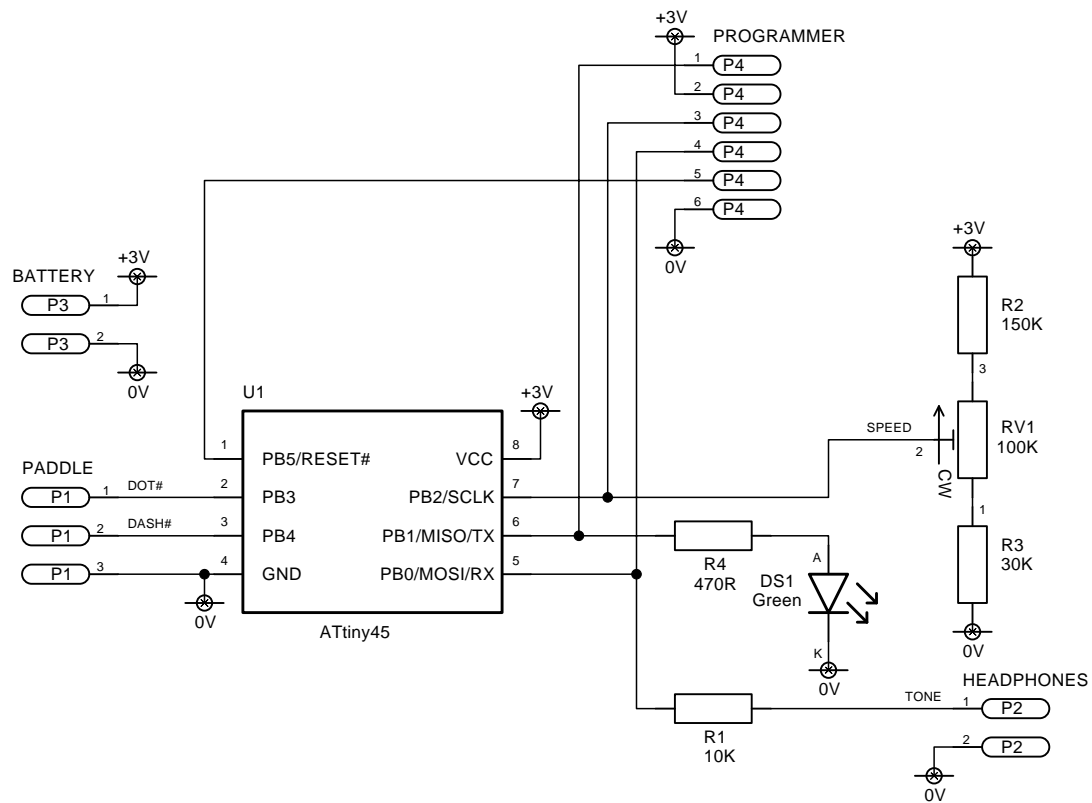 +3V
PROGRAMMER
1 P4
2 P4
3 P4
4 P4
5 P4
6 P4
0V
+3V
BATTERY
1
P3
2
P3
0V
+3V
R2
150K
3
SPEED
2
RV1
100K
CW
1
R3
30K
0V
U1
+3V
1 PB5/RESET# VCC 8
PADDLE
P1 1 DOT# 2 PB3 PB2/SCLK 7
P1 2 DASH# 3 PB4 PB1/MISO/TX 6
P1 3 4 GND PB0/MOSI/RX 5
0V
ATtiny45
R4
470R
A
DS1
Green
K
0V
HEADPHONES
R1
10K
TONE
1 P2
2 P2
0V